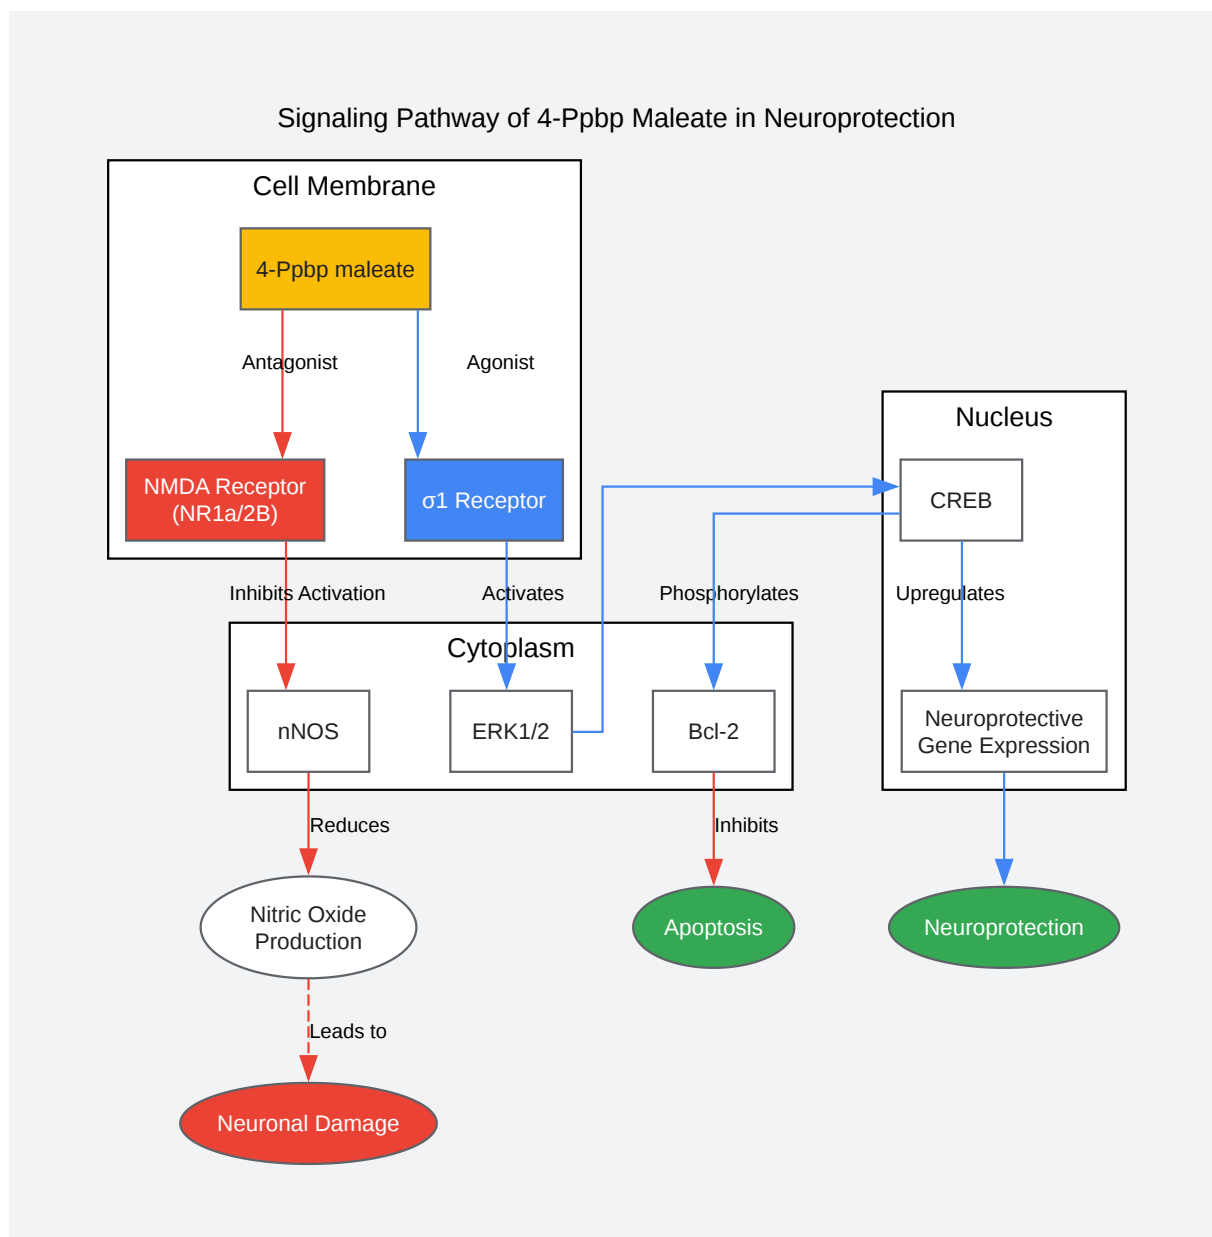 Signaling Pathway of 4-Ppbp Maleate in Neuroprotection
Cell Membrane
4-Ppbp maleate
Antagonist
Agonist
NMDA Receptor
(NR1a/2B)
σ1 Receptor
Nucleus
CREB
Inhibits Activation
Activates
Phosphorylates
Upregulates
Cytoplasm
nNOS
ERK1/2
Bcl-2
Neuroprotective
Gene Expression
Reduces
Inhibits
Nitric Oxide
Production
Apoptosis
Neuroprotection
Leads to
Neuronal Damage